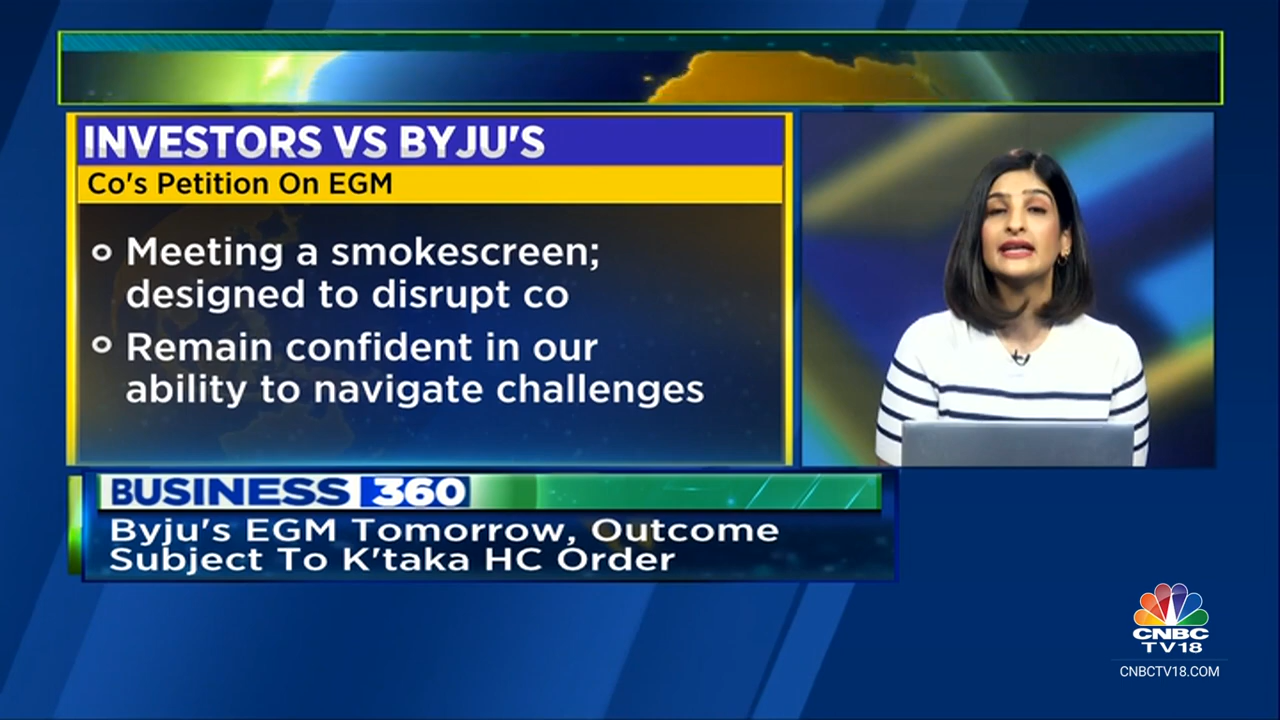 INVESTORS VS BYJU'S
Co's Petition On EGM
Meeting a smokescreen;
designed to disrupt co
Remain confident in our
ability to navigate challenges
BUSINESS 360
Byju's EGM Tomorrow, Outcome
Subject To K'taka HC Order
CNBC
TV18
CNBCTV18.COM